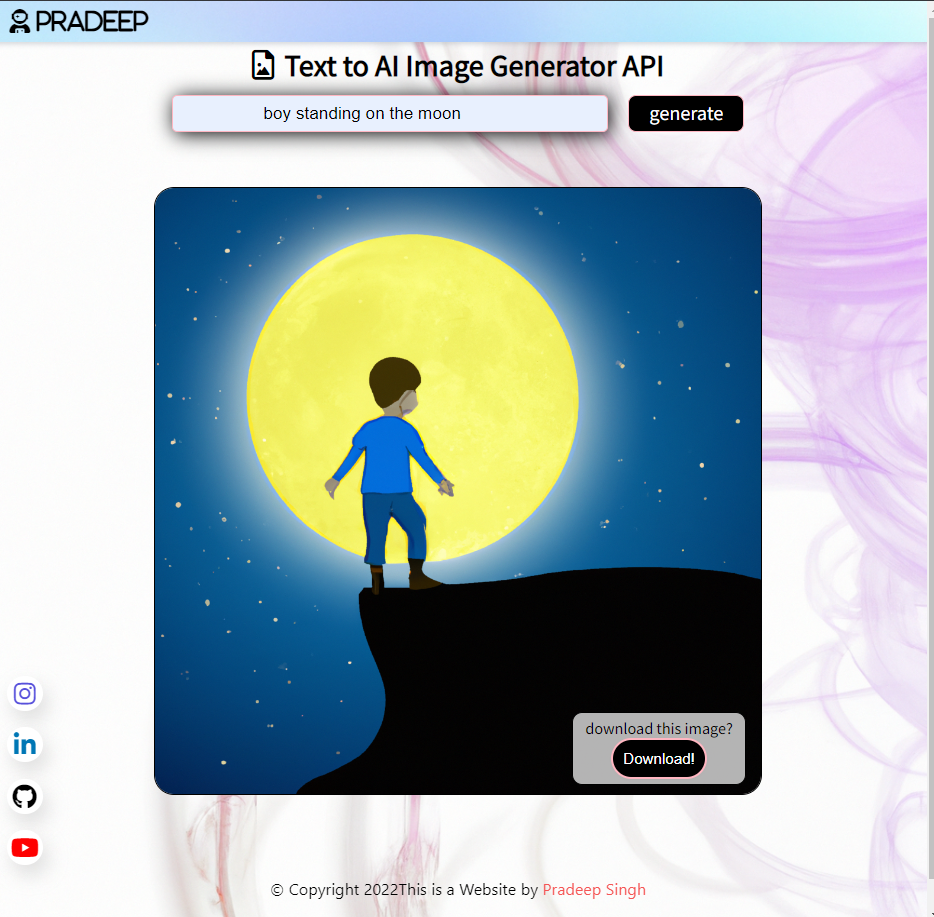 PRADEEP
Text to AI Image Generator API
boy standing on the moon
generate
download this image?
Download!
in
© Copyright 2022This is a Website by Pradeep Singh